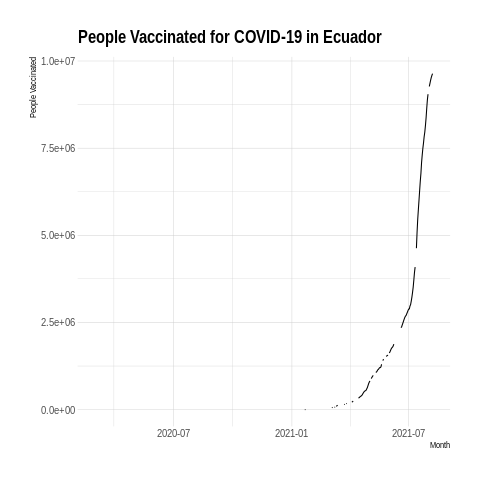 People Vaccinated for COVID-19 in Ecuador
People Vaccinated
1.0e+07
7.5e+06
5.0e+06
2.5e+06
0.0e+00
2020-07
2021-01
2021-07
Month